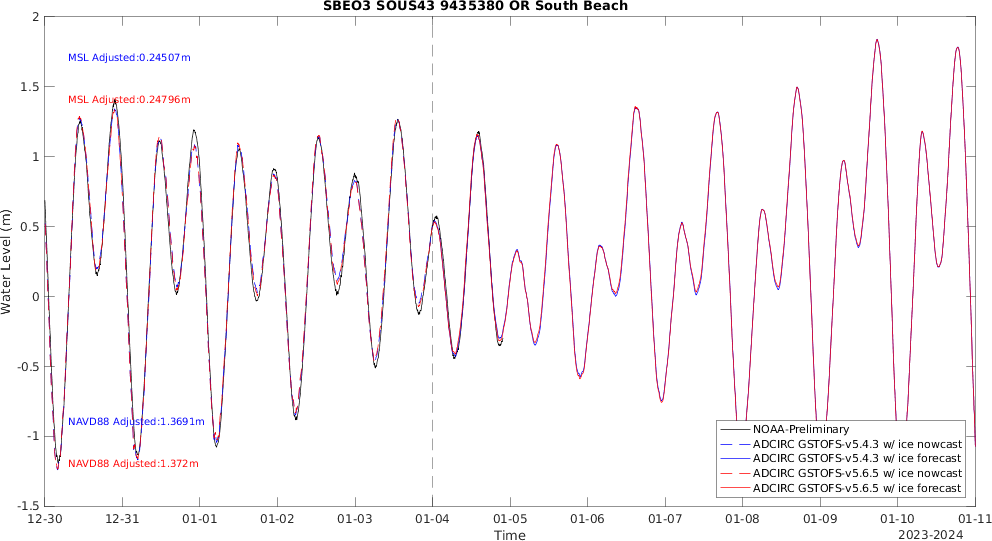 SBEO3 SOUS43 9435380 OR South Beach
2
1.5
1
0.5
0
-0.5
-1
-1.5
Water Level (m)
MSL Adjusted:0.24507m
MSL Adjusted:0.24796m
NAVD88 Adjusted:1.3691m
NAVD88 Adjusted:1.372m
NOAA-Preliminary
ADCIRC GSTOFS-v5.4.3 w/ ice nowcast
ADCIRC GSTOFS-v5.4.3 w/ ice forecast
ADCIRC GSTOFS-v5.6.5 w/ ice nowcast
ADCIRC GSTOFS-v5.6.5 w/ ice forecast
12-30 12-31 01-01 01-02 01-03 01-04 01-05 01-06 01-07 01-08 01-09 01-10 01-11
Time
2023-2024